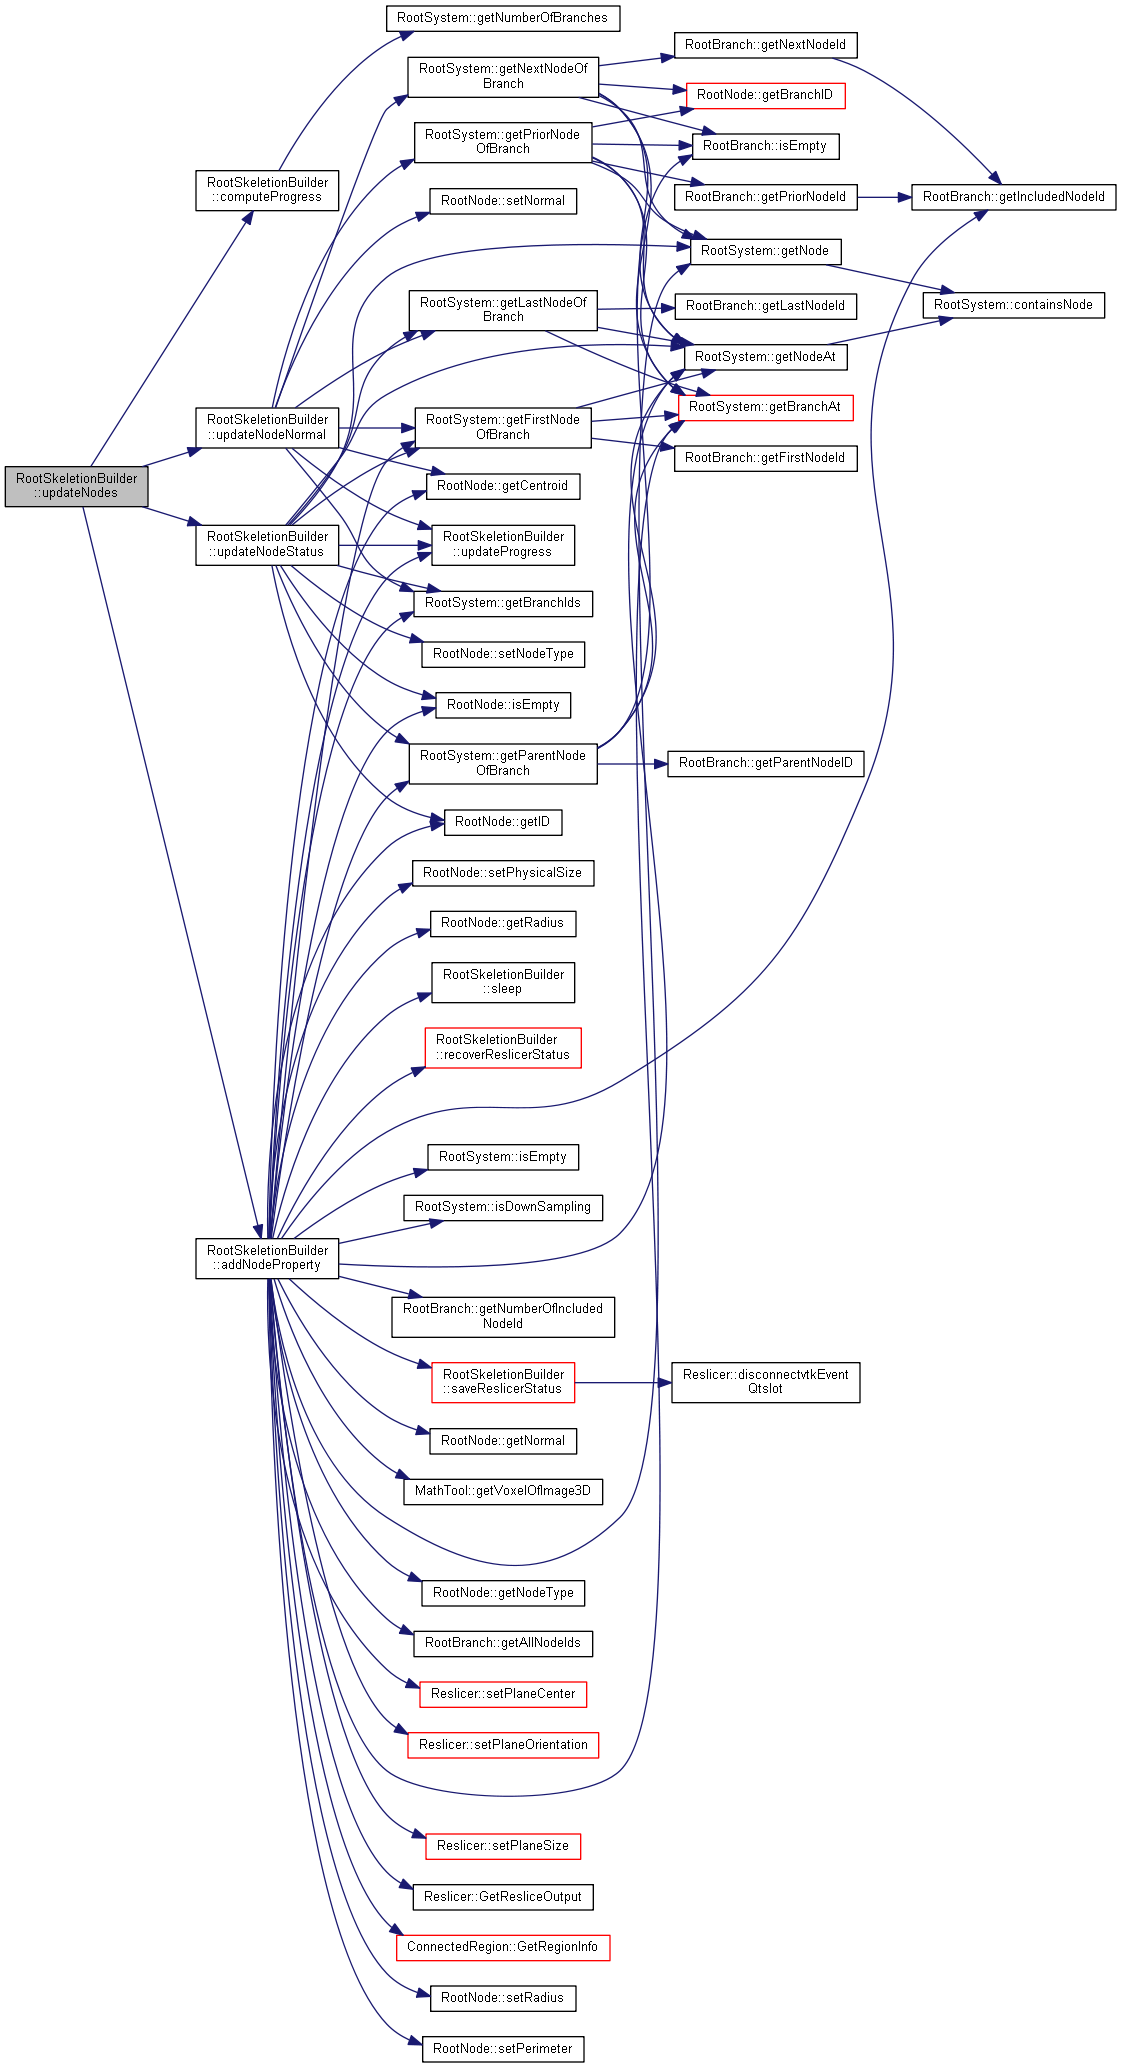 RootSystem::getNumberOfBranches
RootSystem::getNextNodeOf
Branch
RootBranch::getNextNodeId
RootNode::getBranchID
RootSystem::getPriorNode
OfBranch
RootBranch::isEmpty
RootSkeletionBuilder
::computeProgress
RootNode::setNormal
RootBranch::getPriorNodeId
RootBranch::getIncludedNodeId
RootSystem::getNode
RootSystem::getLastNodeOf
Branch
RootBranch::getLastNodeId
RootSystem::containsNode
RootSystem::getNodeAt
RootSkeletionBuilder
::updateNodeNormal
RootSystem::getFirstNode
OfBranch
RootSystem::getBranchAt
RootBranch::getFirstNodeId
RootSkeletionBuilder
::updateNodes
RootNode::getCentroid
RootSkeletionBuilder
::updateNodeStatus
RootSkeletionBuilder
::updateProgress
RootSystem::getBranchIds
RootNode::setNodeType
RootNode::isEmpty
RootSystem::getParentNode
OfBranch
RootBranch::getParentNodeID
RootNode::getID
RootNode::setPhysicalSize
RootNode::getRadius
RootSkeletionBuilder
::sleep
RootSkeletionBuilder
::recoverReslicerStatus
RootSystem::isEmpty
RootSystem::isDownSampling
RootSkeletionBuilder
::addNodeProperty
RootBranch::getNumberOfIncluded
NodeId
RootSkeletionBuilder
::saveReslicerStatus
Reslicer::disconnectvtkEvent
Qtslot
RootNode::getNormal
MathTool::getVoxelOfImage3D
RootNode::getNodeType
RootBranch::getAllNodeIds
Reslicer::setPlaneCenter
Reslicer::setPlaneOrientation
Reslicer::setPlaneSize
Reslicer::GetResliceOutput
ConnectedRegion::GetRegionInfo
RootNode::setRadius
RootNode::setPerimeter